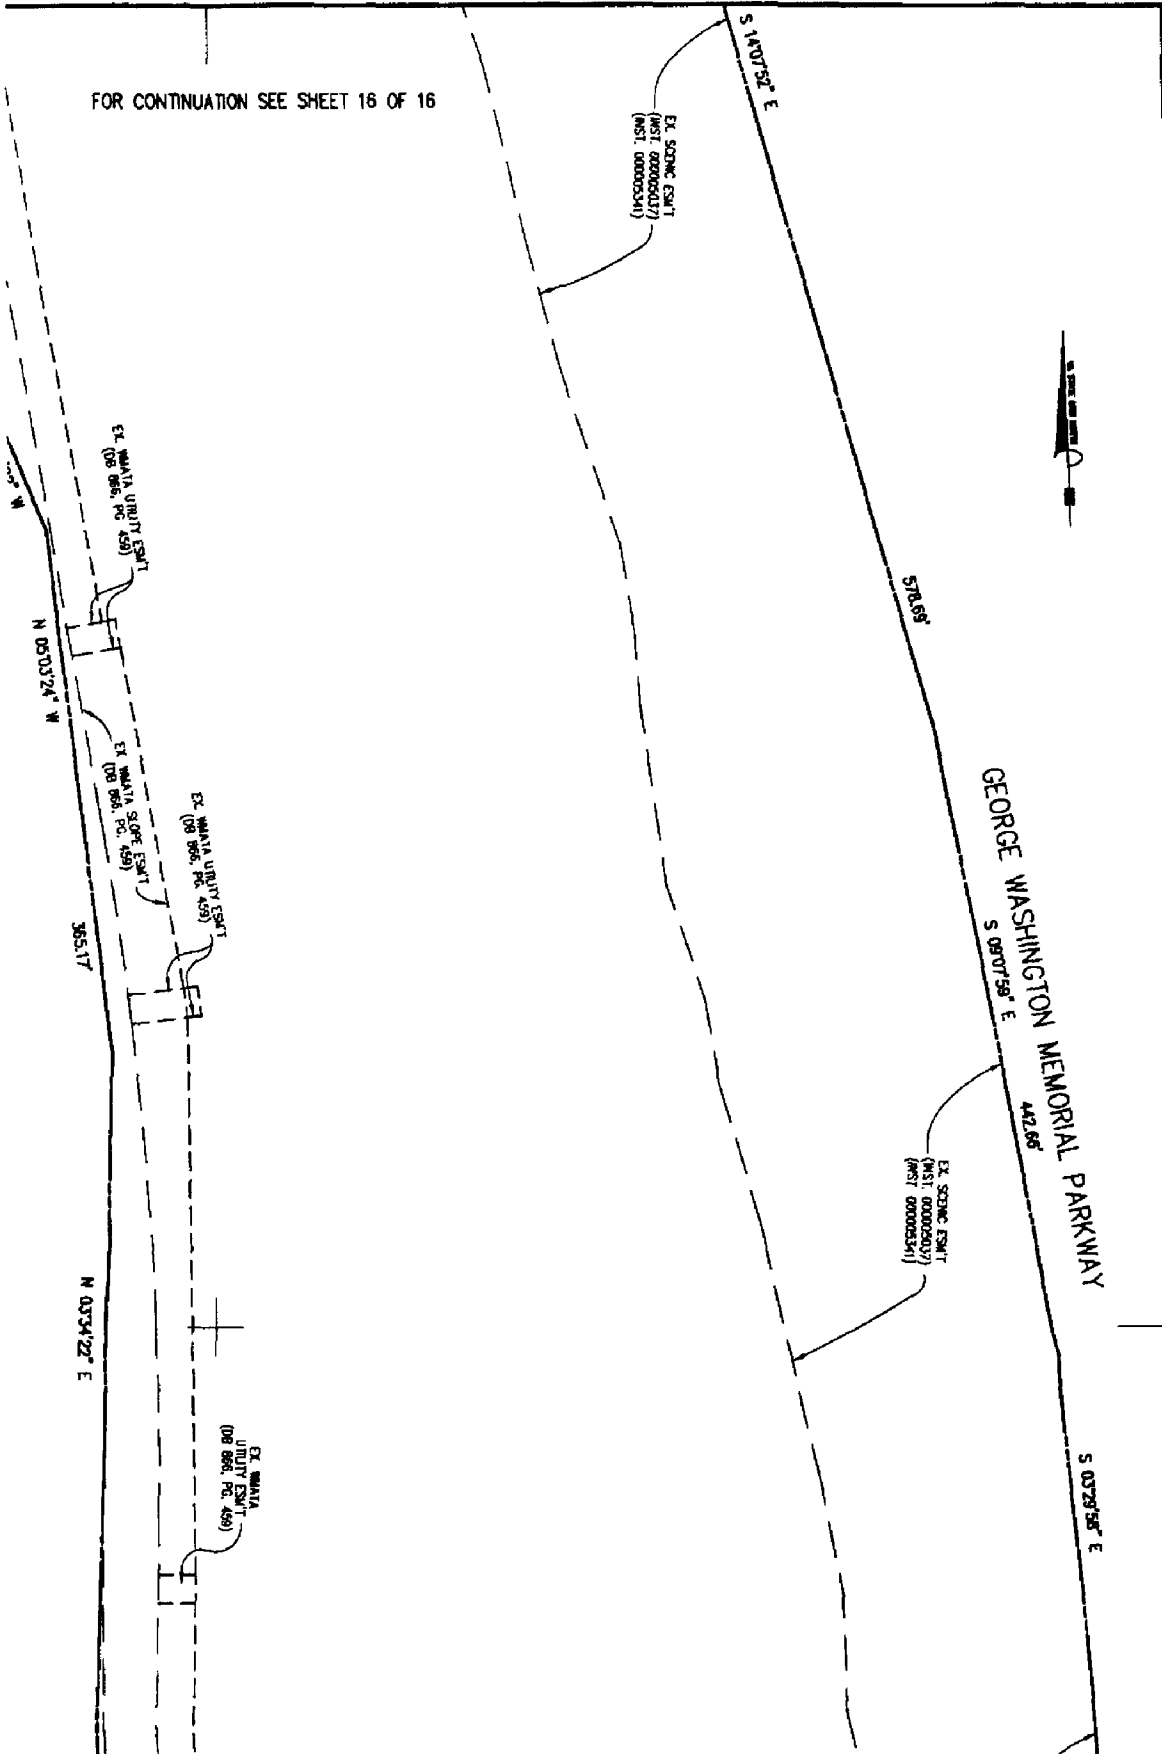 FOR CONTINUATION SEE SHEET 16 OF 16
S 14°07'52" E
EX. SCENIC ESM'T
(INST. 000005037)
(INST. 000005341)
578.69'
GEORGE WASHINGTON MEMORIAL PARKWAY
S 09°07'59" E
442.66'
EX. SCENIC ESM'T
(INST. 000005037)
(INST. 000005341)
S 03°29'58" E
EX. WMATA UTILITY ESM'T
(DB 866, PG. 459)
N 05°03'24" W
EX. WMATA SLOPE ESM'T
(DB 866, PG. 459)
EX. WMATA UTILITY ESM'T
(DB 866, PG. 459)
365.17'
N 03°34'22" E
EX. WMATA
UTILITY ESM'T
(DB 866, PG. 459)